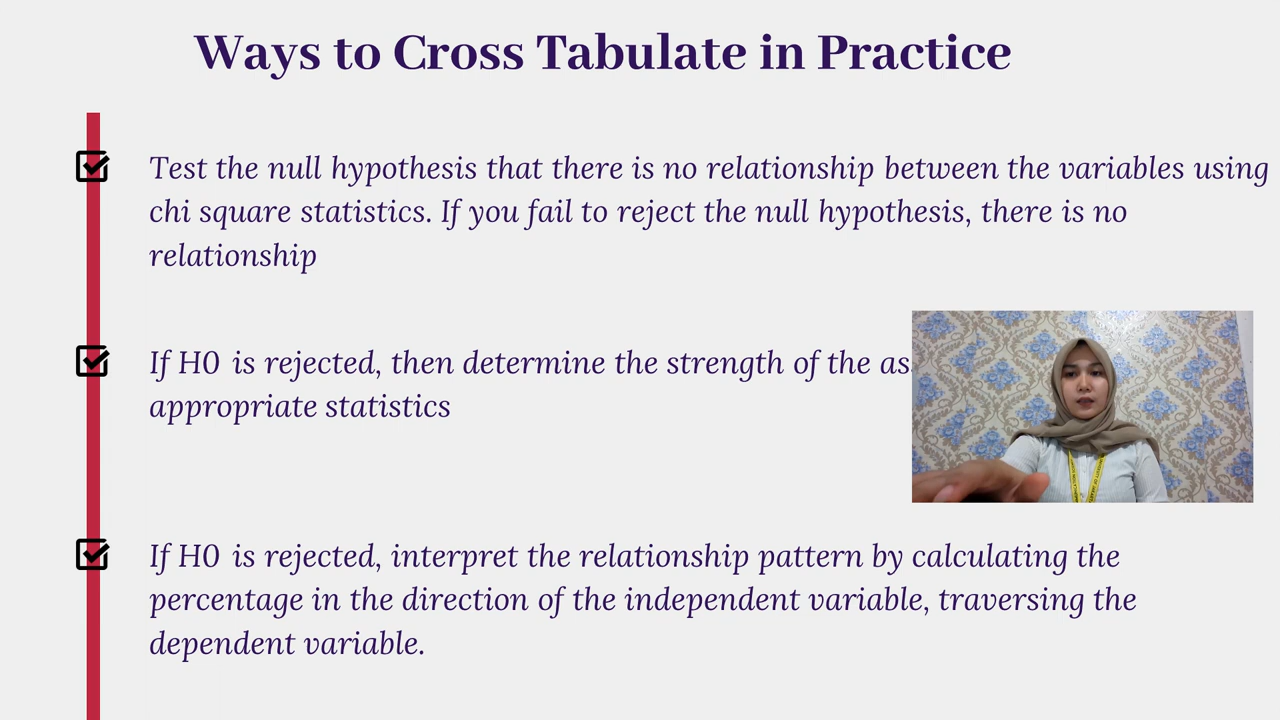 Ways to Cross Tabulate in Practice
Test the null hypothesis that there is no relationship between the variables using
chi square statistics. If you fail to reject the null hypothesis, there is no
relationship
If H0 is rejected, then determine the strength of the
appropriate statistics
If H0 is rejected, interpret the relationship pattern by calculating the
percentage in the direction of the independent variable, traversing the
dependent variable.